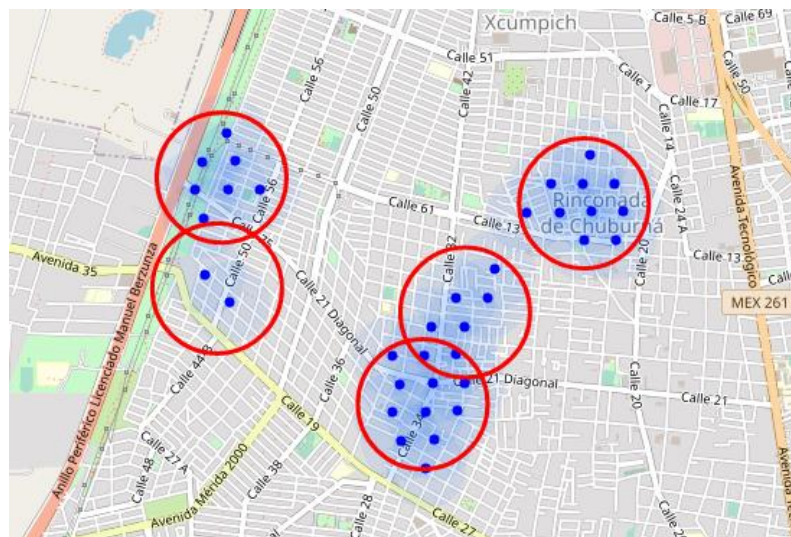 Xcumpich
Calle 5 B
Calle 69
Calle 51
Calle 56
Calle 50
Calle 42
Calle 1
Calle 50
Calle 17
Calle 14
Calle 56
Calle 61
Calle 13
Rinconada
de Chuburná
Calle 24 A
Avenida Tecnológico
Calle 32
Calle 20
Calle 13
Avenida 35
Calle 50
MEX 261
Anillo Periférico Licenciado Manuel Berzunza
Calle 21 Diagonal
Calle 44 B
Calle 36
Calle 21 Diagonal
Calle 21
Calle 20
Calle 19
Calle 34
Calle 27 A
Calle 48
Calle 38
Avenida Mérida 2000
Calle 28
Calle 27